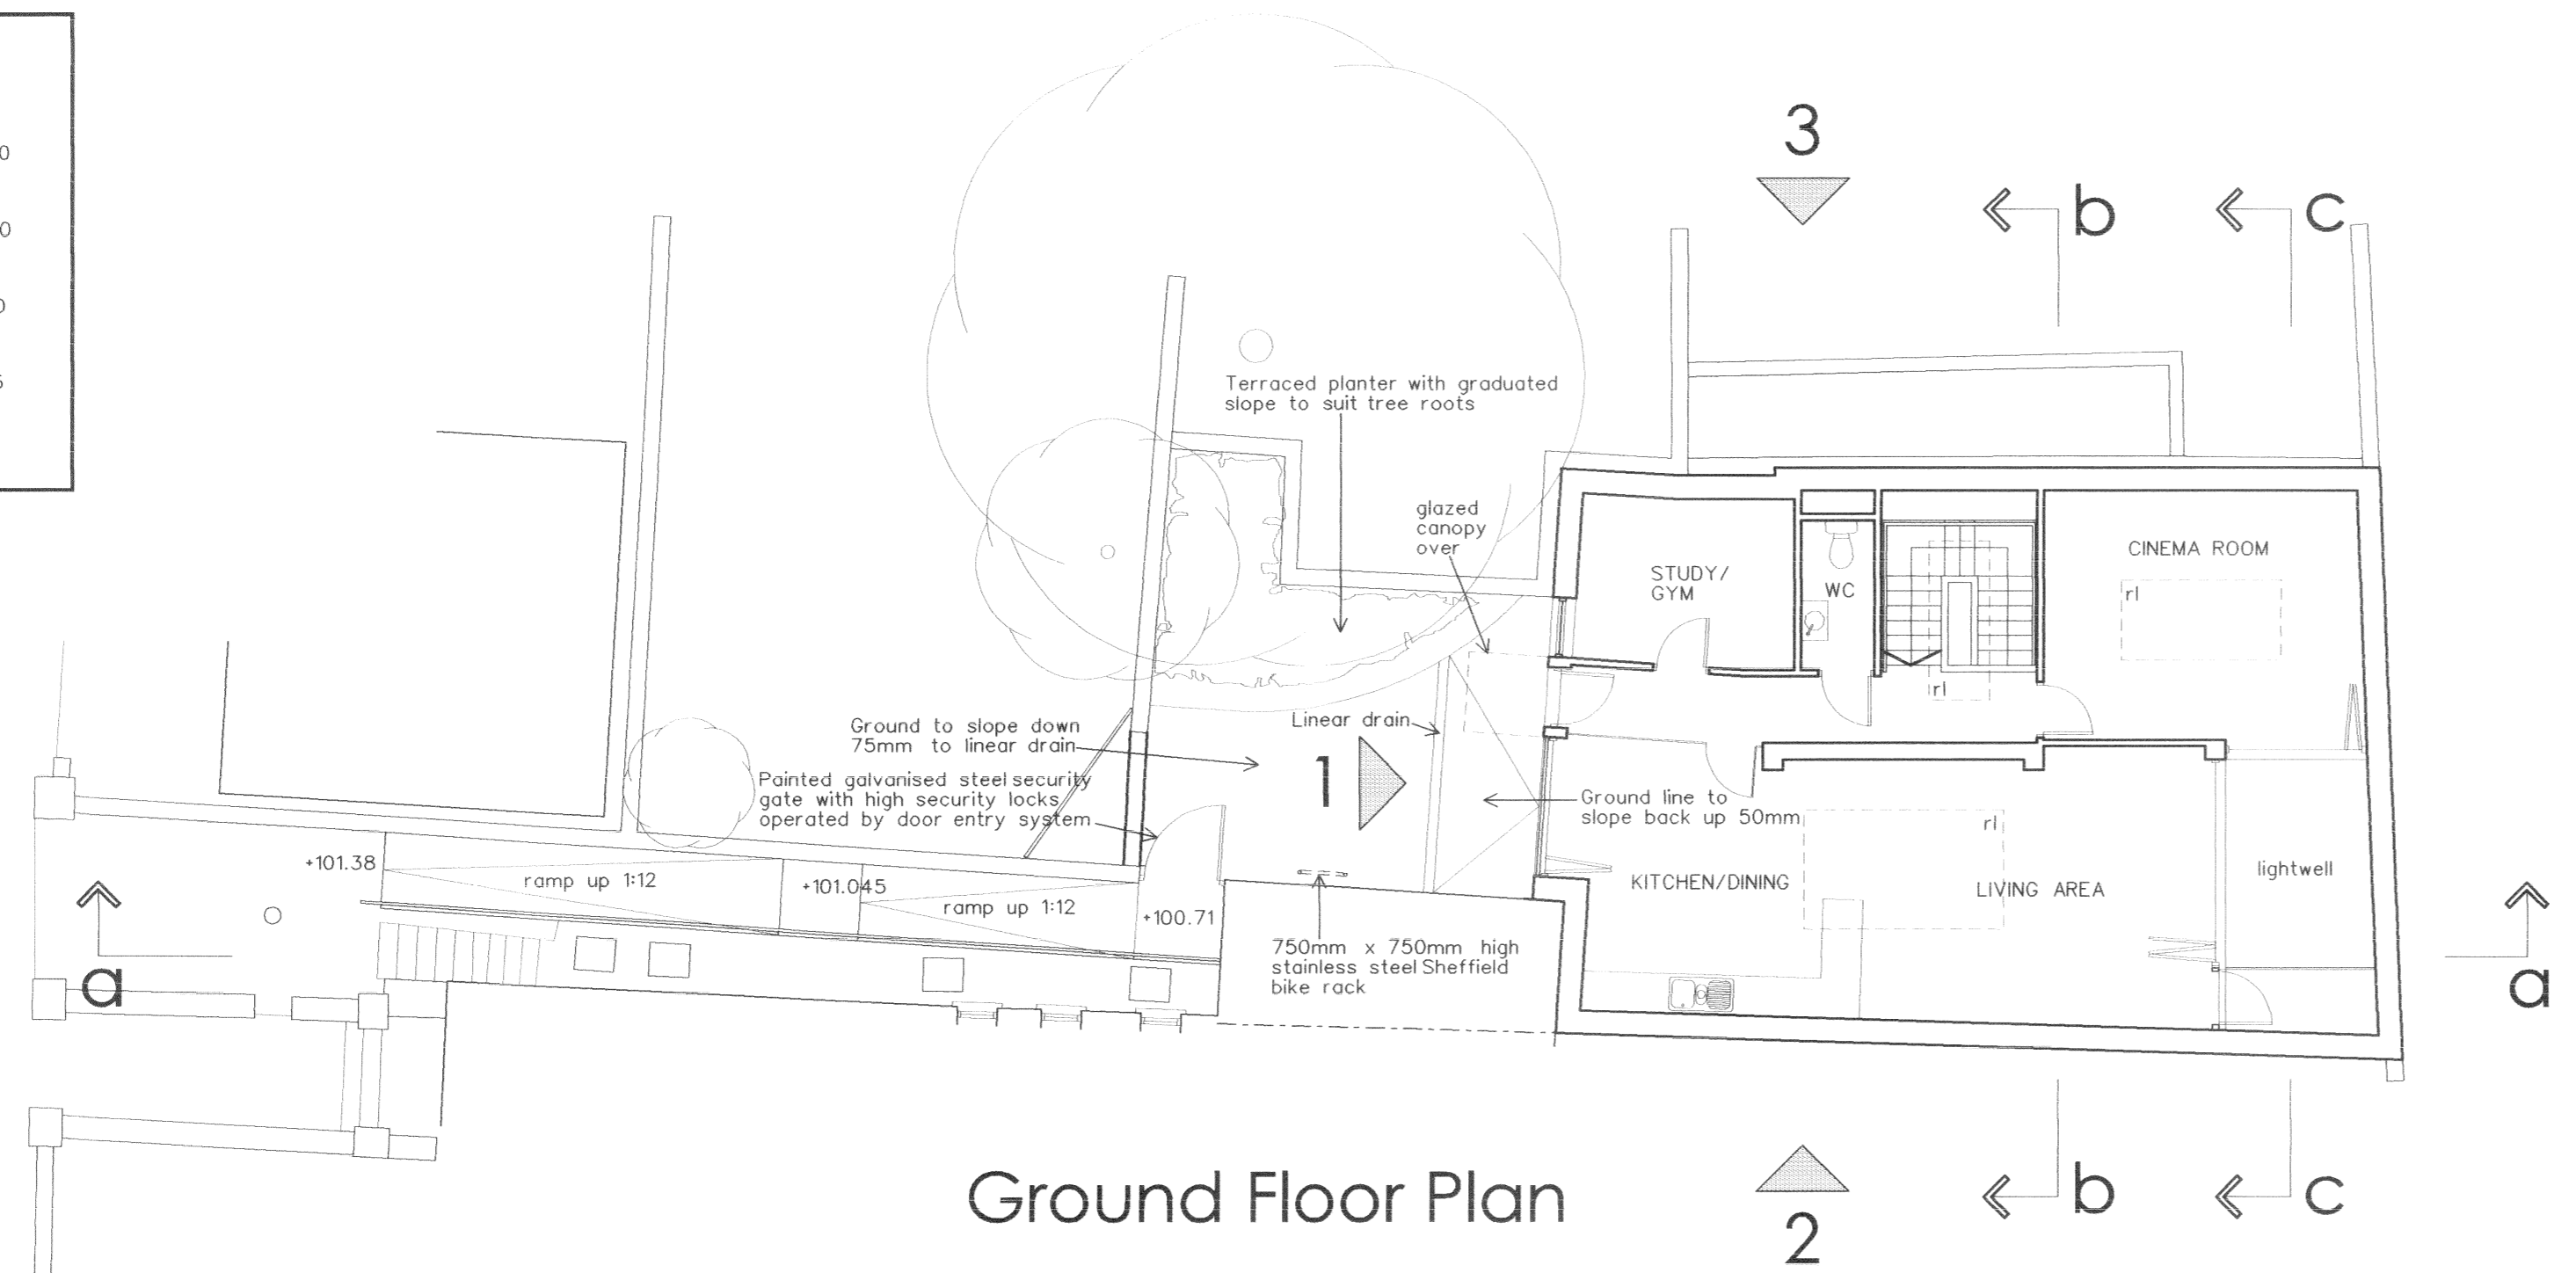 3
b
c
Terraced planter with graduated
slope to suit tree roots
glazed
canopy
over
CINEMA ROOM
rl
STUDY/
GYM
WC
rl
Ground to slope down
75mm to linear drain
Linear drain
Painted galvanised steel security
gate with high security locks
operated by door entry system
1
Ground line to
slope back up 50mm
rl
+101.38
ramp up 1:12
+101.045
ramp up 1:12
+100.71
KITCHEN/DINING
LIVING AREA
lightwell
750mm x 750mm high
stainless steel Sheffield
bike rack
a
a
Ground Floor Plan
2
b
c